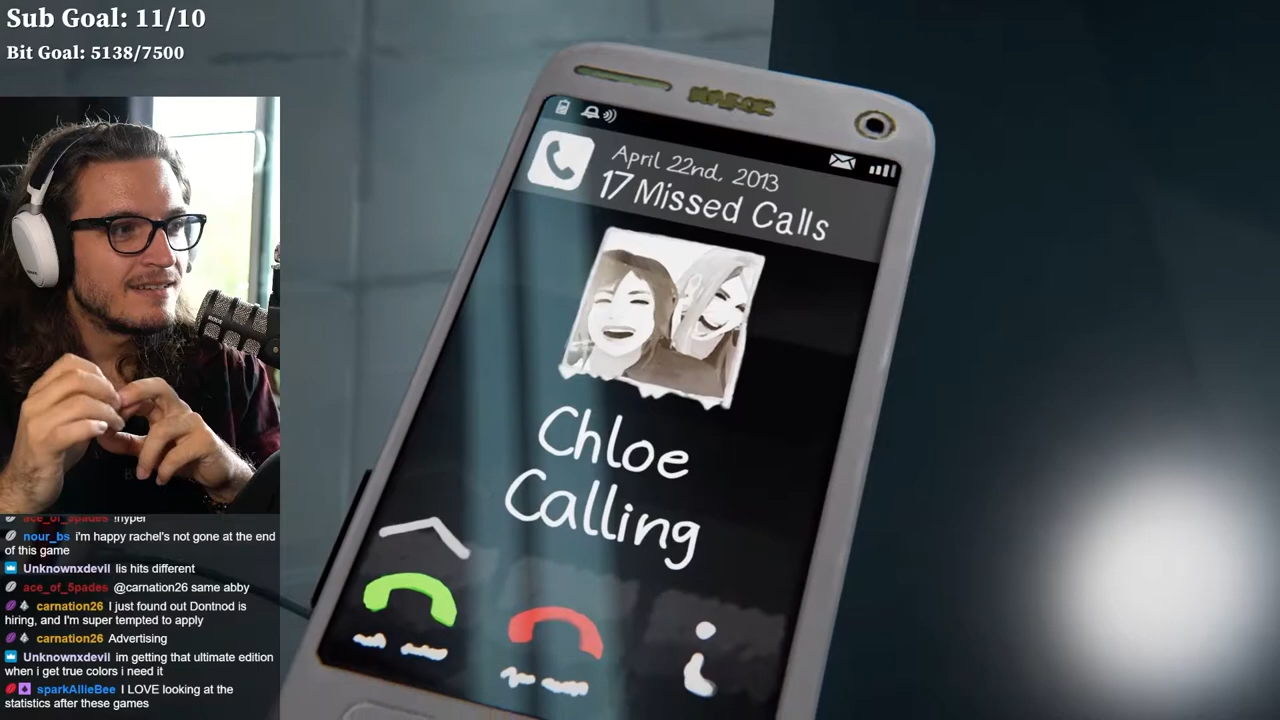 Sub Goal: 11/10
Bit Goal: 5138/7500
April 22nd, 2013
17 Missed Calls
Chloe
Calling
ace_of_5pades !hyper
nour_bs i'm happy rachel's not gone at the end
of this game
Unknownxdevil lis hits different
ace_of_5pades @carnation26 same abby
carnation26 I just found out Dontnod is
hiring, and I'm super tempted to apply
carnation26 Advertising
Unknownxdevil im getting that ultimate edition
when i get true colors i need it
sparkAllieBee I LOVE looking at the
statistics after these games